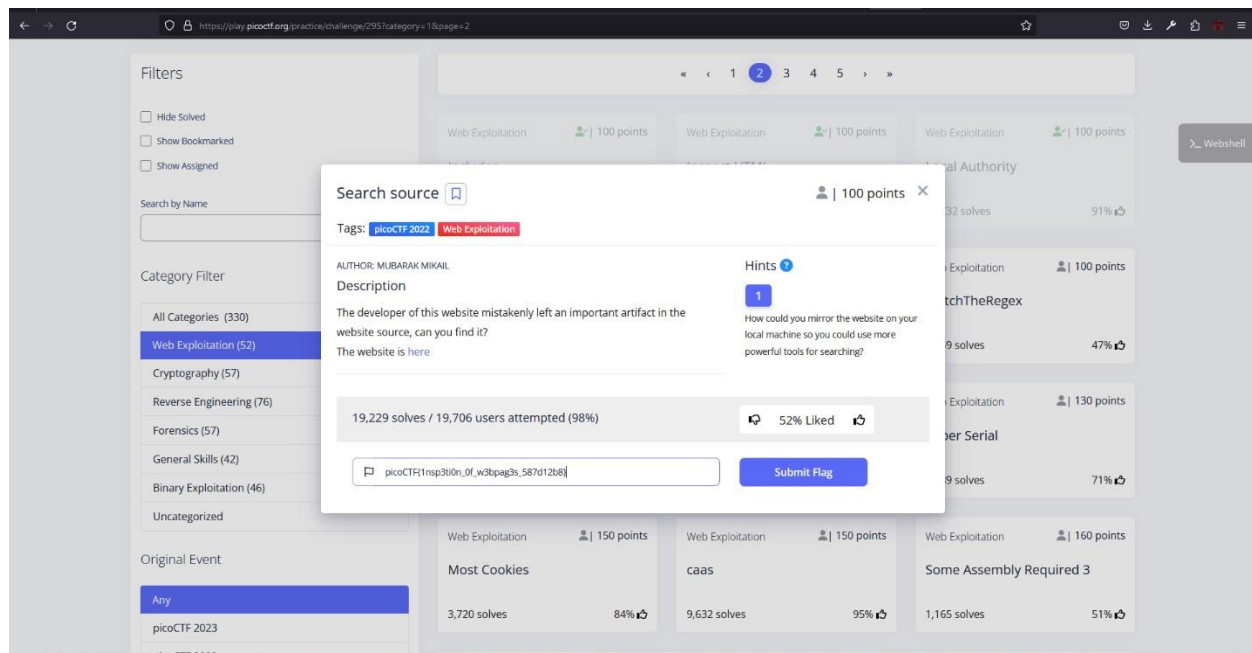 https://play.picoctf.org/practice/challenge/295?category=1&page=2
Filters
Hide Solved
Show Bookmarked
Show Assigned
Search by Name
Category Filter
All Categories (330)
Web Exploitation (52)
Cryptography (57)
Reverse Engineering (76)
Forensics (57)
General Skills (42)
Binary Exploitation (46)
Uncategorized
Original Event
Any
picoCTF 2023
« ‹ 1 2 3 4 5 › »
Web Exploitation | 100 points
Web Exploitation | 100 points
Web Exploitation | 100 points
al Authority
32 solves 91%
>_ Webshell
Search source | 100 points ×
Tags: picoCTF 2022 Web Exploitation
AUTHOR: MUBARAK MIKAIL
Description
The developer of this website mistakenly left an important artifact in the
website source, can you find it?
The website is here
Hints ?
1
How could you mirror the website on your
local machine so you could use more
powerful tools for searching?
19,229 solves / 19,706 users attempted (98%)
52% Liked
picoCTF{1nsp3ti0n_0f_w3bpag3s_587d12b8}
Submit Flag
Exploitation | 100 points
tchTheRegex
9 solves 47%
Exploitation | 130 points
per Serial
9 solves 71%
Web Exploitation | 150 points
Most Cookies
3,720 solves 84%
Web Exploitation | 150 points
caas
9,632 solves 95%
Web Exploitation | 160 points
Some Assembly Required 3
1,165 solves 51%